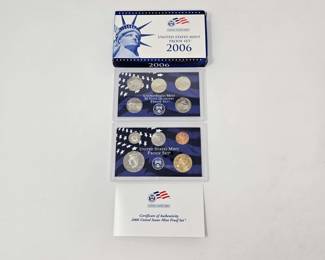 UNITED STATES MINT
PROOF SET
2006
2006
UNITED STATES MINT
50 STATE QUARTERS
PROOF SET
UNITED STATES MINT
PROOF SET
Certificate of Authenticity
2006 United States Mint Proof Set